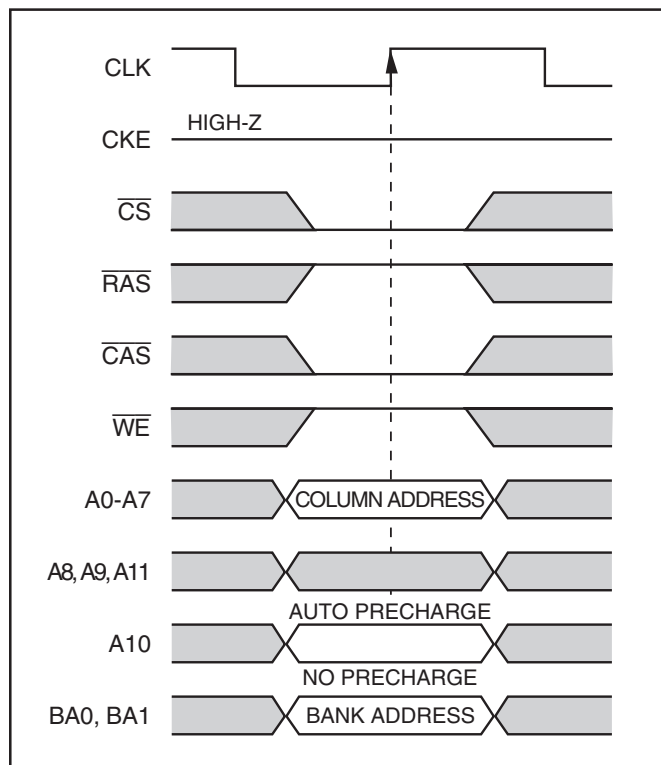 CLK
CKE HIGH-Z
CS
RAS
CAS
WE
A0-A7 COLUMN ADDRESS
A8, A9, A11
AUTO PRECHARGE
A10
NO PRECHARGE
BA0, BA1 BANK ADDRESS